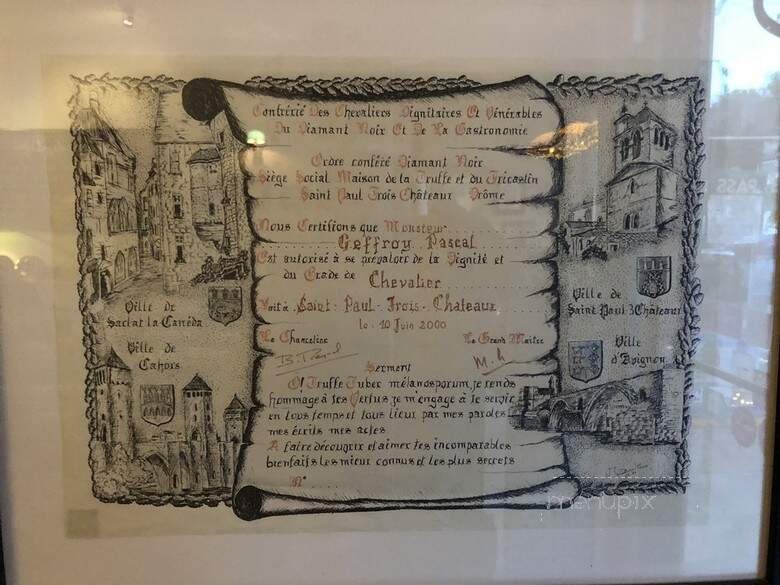 Confrérie Des Chevaliers Dignitaires Et Vénérables
Du Diamant Noir Et De La Gastronomie
Ordre conféré Diamant Noir
Siège Social Maison de la Truffe et du Tricastin
Saint Paul Trois Châteaux Drôme
Nous Certifions que Monsieur
Geffroy Pascal
Est autorisé à se prévaloir de la Dignité et
du Grade de Chevalier
Fait à Saint-Paul-Trois-Chateaux
le 10 Juin 2000
Le Chancelier
Le Grand Maître
Serment
O! Truffe Tuber mélanosporum, je rends
hommage à tes Vertus je m'engage à te servir
en tous temps et tous lieux par mes paroles
mes écrits mes actes
A faire découvrir et aimer tes incomparables
bienfaits les mieux connus et les plus secrets
N°
Ville de
Sarlat la Canéda
Ville de
Cahors
Ville de
Saint Paul 3 Châteaux
Ville
d'Avignon
PASS
menupix